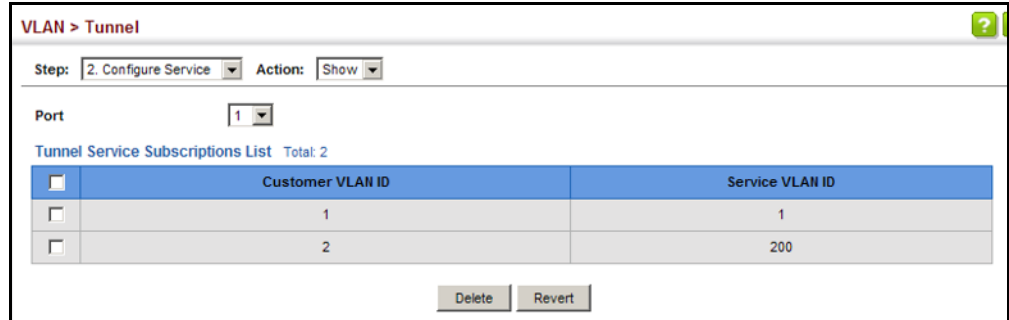 VLAN > Tunnel
?
Step: 2. Configure Service Action: Show
Port 1
Tunnel Service Subscriptions List Total: 2
Customer VLAN ID Service VLAN ID
1 1
2 200
Delete Revert